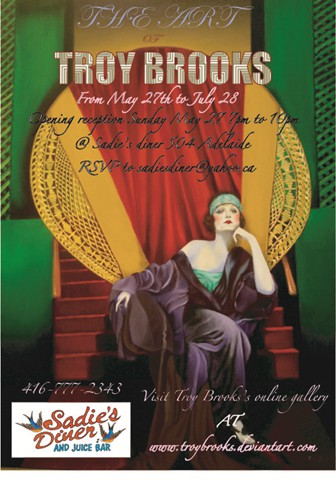 THE ART
OF
TROY BROOKS
From May 27th to July 28
Opening reception Sunday May 27 7pm to 10pm
@ Sadie's diner 504 Adelaide
RSVP to sadiesdiner@yahoo.ca
416-777-2343
Visit Troy Brooks's online gallery
Sadie's
Diner
AND JUICE BAR
AT
www.troybrooks.deviantart.com